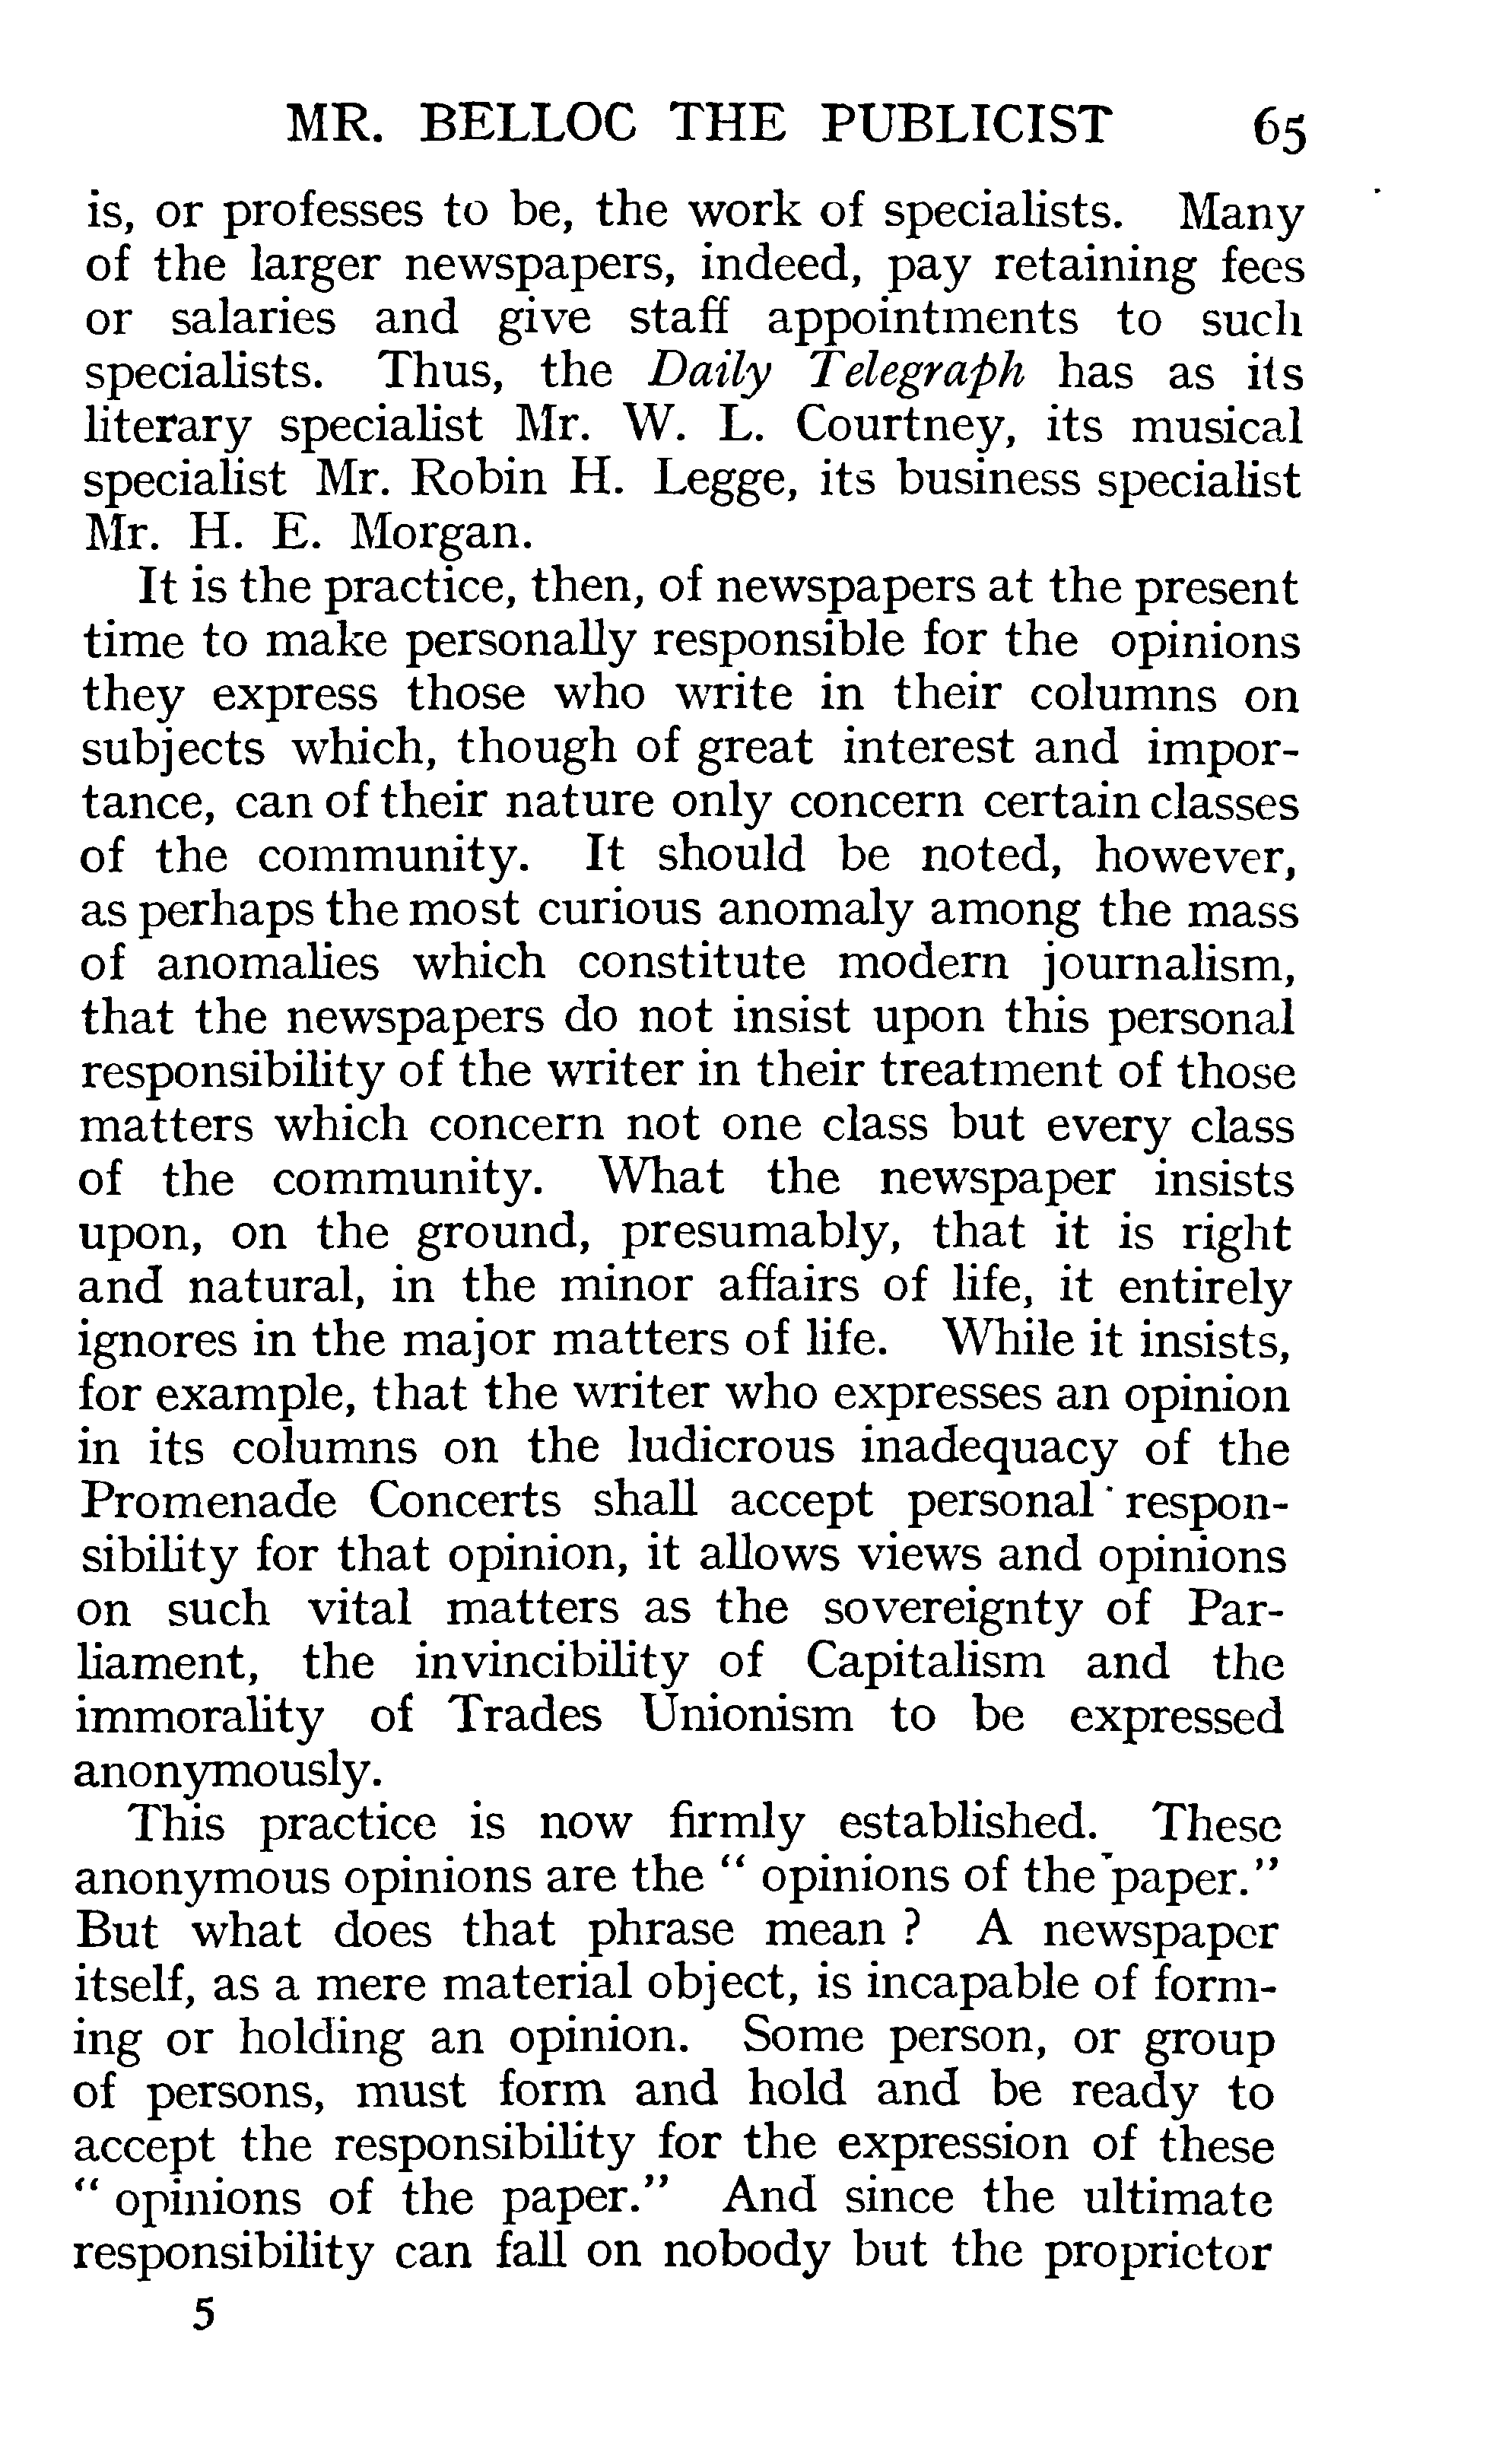 MR. BELLOC THE PUBLICIST 65
is, or professes to be, the work of specialists. Many
of the larger newspapers, indeed, pay retaining fees
or salaries and give staff appointments to such
specialists. Thus, the Daily Telegraph has as its
literary specialist Mr. W. L. Courtney, its musical
specialist Mr. Robin H. Legge, its business specialist
Mr. H. E. Morgan.
It is the practice, then, of newspapers at the present
time to make personally responsible for the opinions
they express those who write in their columns on
subjects which, though of great interest and impor-
tance, can of their nature only concern certain classes
of the community. It should be noted, however,
as perhaps the most curious anomaly among the mass
of anomalies which constitute modern journalism,
that the newspapers do not insist upon this personal
responsibility of the writer in their treatment of those
matters which concern not one class but every class
of the community. What the newspaper insists
upon, on the ground, presumably, that it is right
and natural, in the minor affairs of life, it entirely
ignores in the major matters of life. While it insists,
for example, that the writer who expresses an opinion
in its columns on the ludicrous inadequacy of the
Promenade Concerts shall accept personal respon-
sibility for that opinion, it allows views and opinions
on such vital matters as the sovereignty of Par-
liament, the invincibility of Capitalism and the
immorality of Trades Unionism to be expressed
anonymously.
This practice is now firmly established. These
anonymous opinions are the " opinions of the paper."
But what does that phrase mean ? A newspaper
itself, as a mere material object, is incapable of form-
ing or holding an opinion. Some person, or group
of persons, must form and hold and be ready to
accept the responsibility for the expression of these
" opinions of the paper." And since the ultimate
responsibility can fall on nobody but the proprietor
5